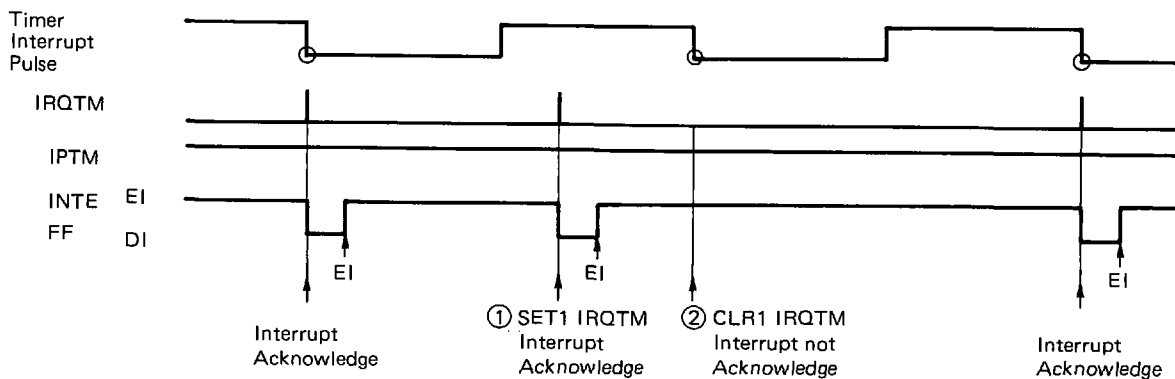 Timer
Interrupt
Pulse
IRQTM
IPTM
INTE EI
FF DI
EI
EI
EI
Interrupt
Acknowledge
① SET1 IRQTM
Interrupt
Acknowledge
② CLR1 IRQTM
Interrupt not
Acknowledge
Interrupt
Acknowledge